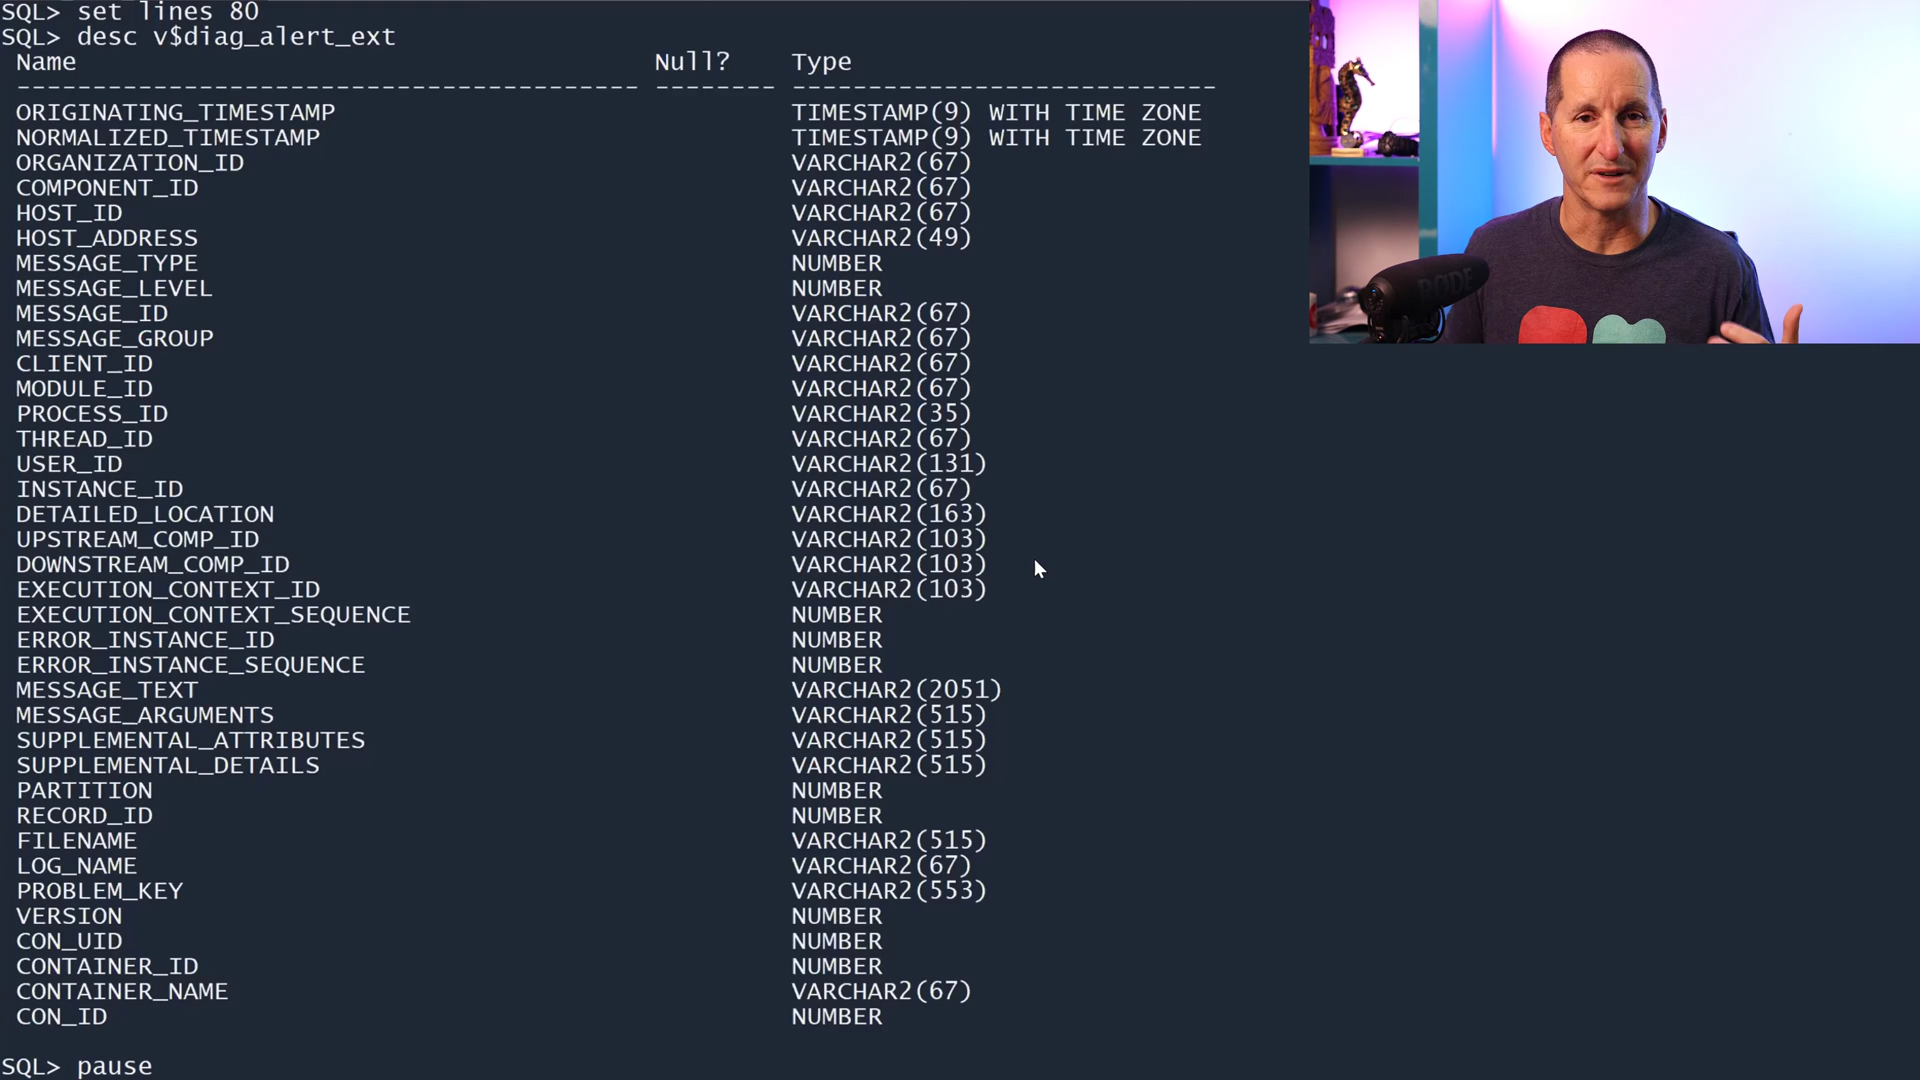 SQL> set lines 80
SQL> desc v$diag_alert_ext
Name Null? Type
----------------------------------------- -------- ----------------------------
ORIGINATING_TIMESTAMP TIMESTAMP(9) WITH TIME ZONE
NORMALIZED_TIMESTAMP TIMESTAMP(9) WITH TIME ZONE
ORGANIZATION_ID VARCHAR2(67)
COMPONENT_ID VARCHAR2(67)
HOST_ID VARCHAR2(67)
HOST_ADDRESS VARCHAR2(49)
MESSAGE_TYPE NUMBER
MESSAGE_LEVEL NUMBER
MESSAGE_ID VARCHAR2(67)
MESSAGE_GROUP VARCHAR2(67)
CLIENT_ID VARCHAR2(67)
MODULE_ID VARCHAR2(67)
PROCESS_ID VARCHAR2(35)
THREAD_ID VARCHAR2(67)
USER_ID VARCHAR2(131)
INSTANCE_ID VARCHAR2(67)
DETAILED_LOCATION VARCHAR2(163)
UPSTREAM_COMP_ID VARCHAR2(103)
DOWNSTREAM_COMP_ID VARCHAR2(103)
EXECUTION_CONTEXT_ID VARCHAR2(103)
EXECUTION_CONTEXT_SEQUENCE NUMBER
ERROR_INSTANCE_ID NUMBER
ERROR_INSTANCE_SEQUENCE NUMBER
MESSAGE_TEXT VARCHAR2(2051)
MESSAGE_ARGUMENTS VARCHAR2(515)
SUPPLEMENTAL_ATTRIBUTES VARCHAR2(515)
SUPPLEMENTAL_DETAILS VARCHAR2(515)
PARTITION NUMBER
RECORD_ID NUMBER
FILENAME VARCHAR2(515)
LOG_NAME VARCHAR2(67)
PROBLEM_KEY VARCHAR2(553)
VERSION NUMBER
CON_UID NUMBER
CONTAINER_ID NUMBER
CONTAINER_NAME VARCHAR2(67)
CON_ID NUMBER
SQL> pause
RØDE